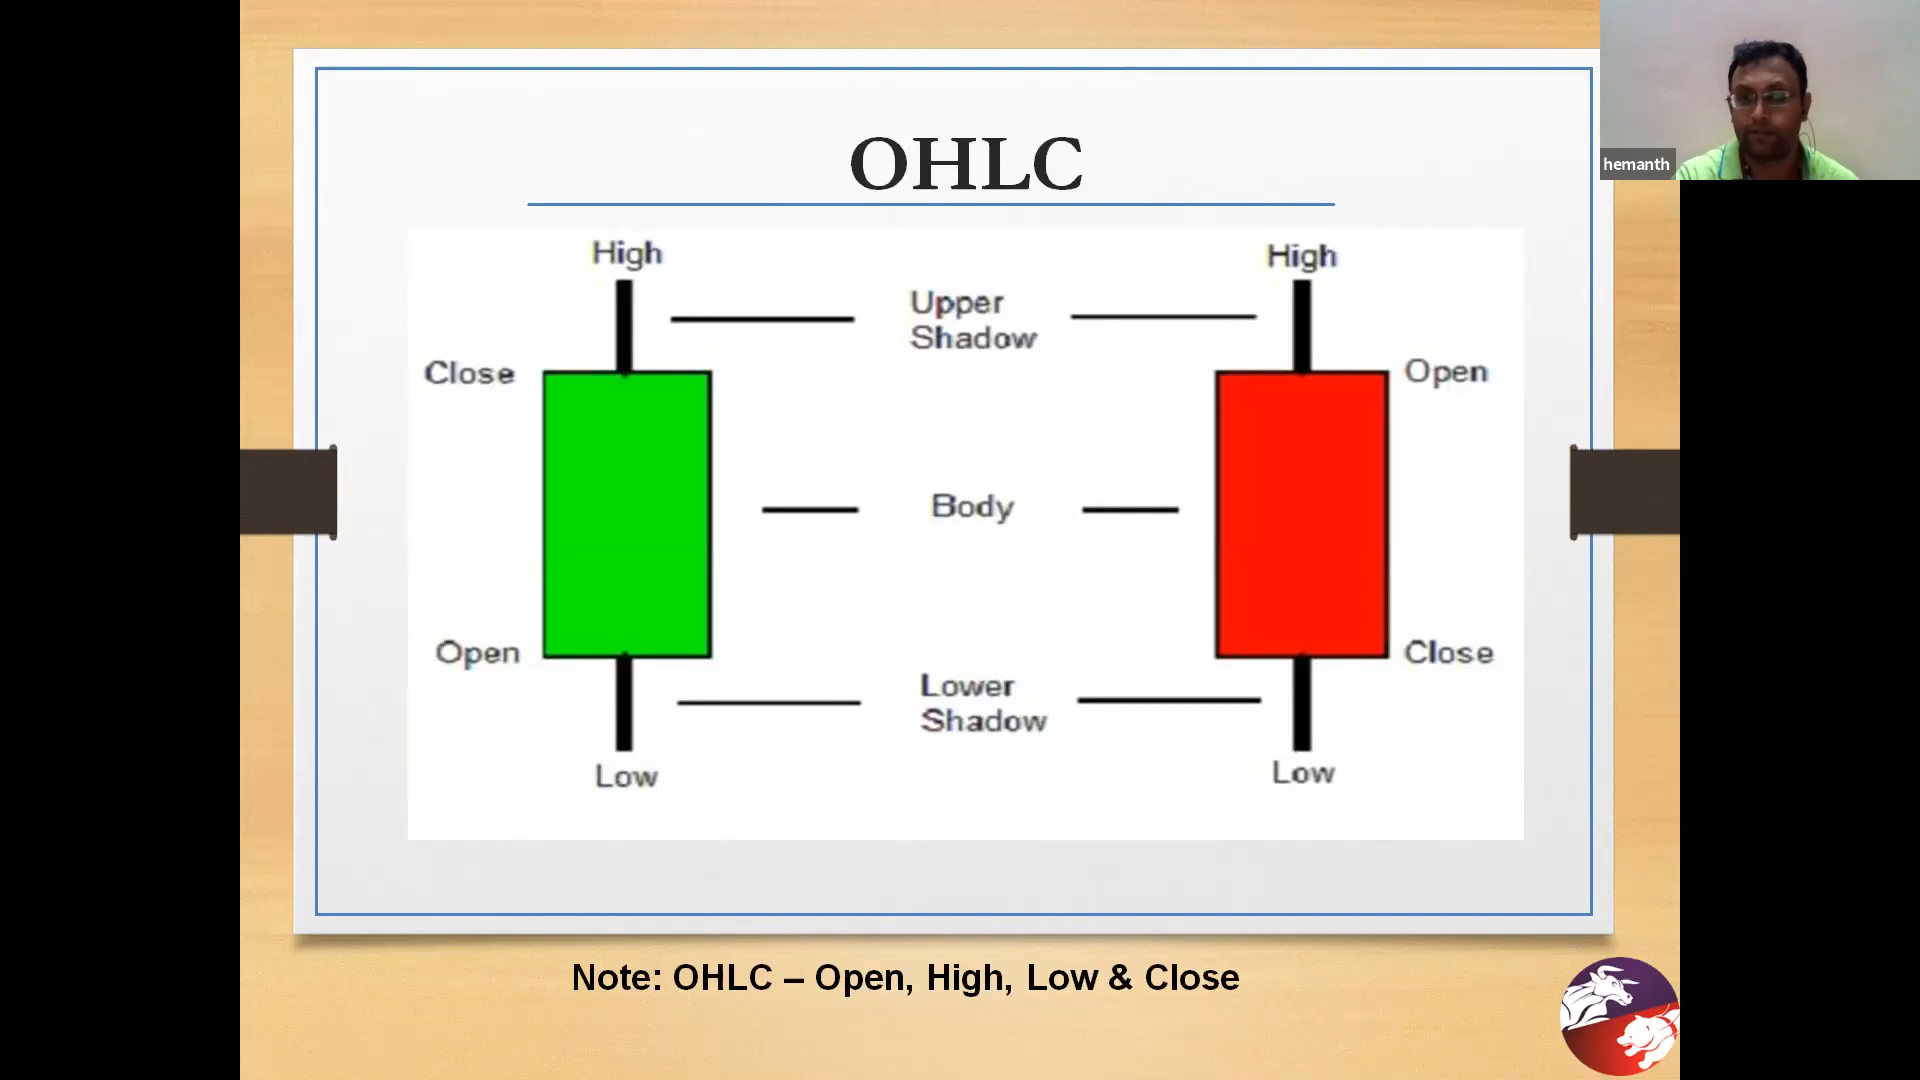 OHLC
hemanth
High
High
Upper
Shadow
Close
Open
Body
Open
Close
Lower
Shadow
Low
Low
Note: OHLC – Open, High, Low & Close